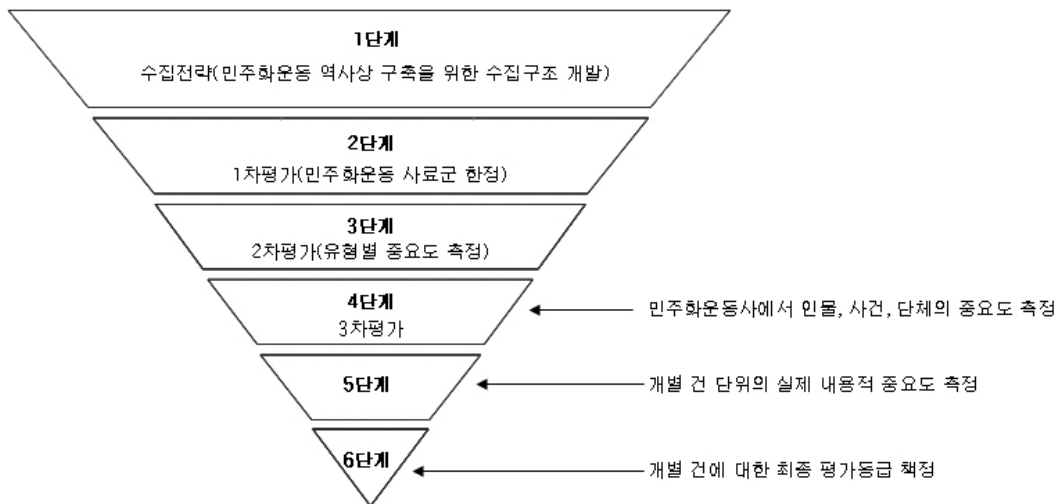 1단계
수집전략(민주화운동 역사상 구축을 위한 수집구조 개발)
2단계
1차평가(민주화운동 사료군 한정)
3단계
2차평가(유형별 중요도 측정)
4단계
3차평가
민주화운동사에서 인물, 사건, 단체의 중요도 측정
5단계
개별 건 단위의 실제 내용적 중요도 측정
6단계
개별 건에 대한 최종 평가등급 책정